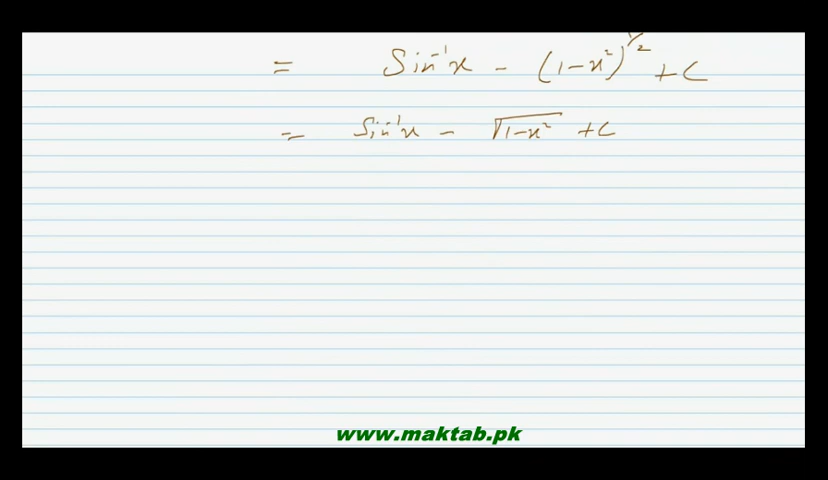 = Sin⁻¹x - (1-x²)^1/2 + C
= Sin⁻¹x - √1-x² + C
www.maktab.pk